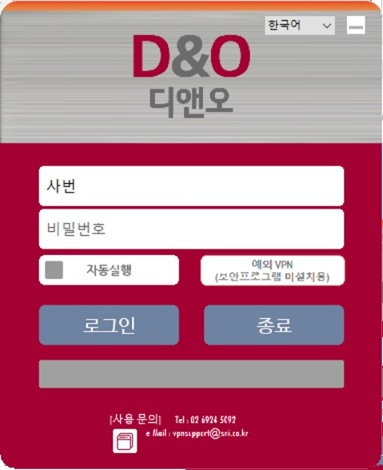 한국어
D&O
디앤오
사번
비밀번호
자동실행
예외 VPN
(보안프로그램 미설치용)
로그인
종료
[사용 문의] Tel : 02 6924 5092
e Mail : vpnsupport@sri.co.kr